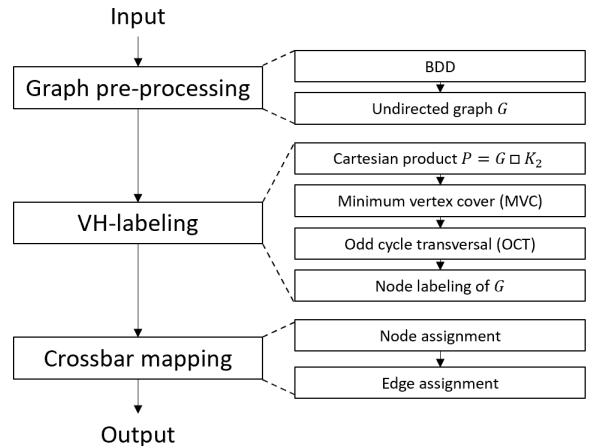 Input
Graph pre-processing
BDD
Undirected graph G
VH-labeling
Cartesian product P = G □ K₂
Minimum vertex cover (MVC)
Odd cycle transversal (OCT)
Node labeling of G
Crossbar mapping
Node assignment
Edge assignment
Output